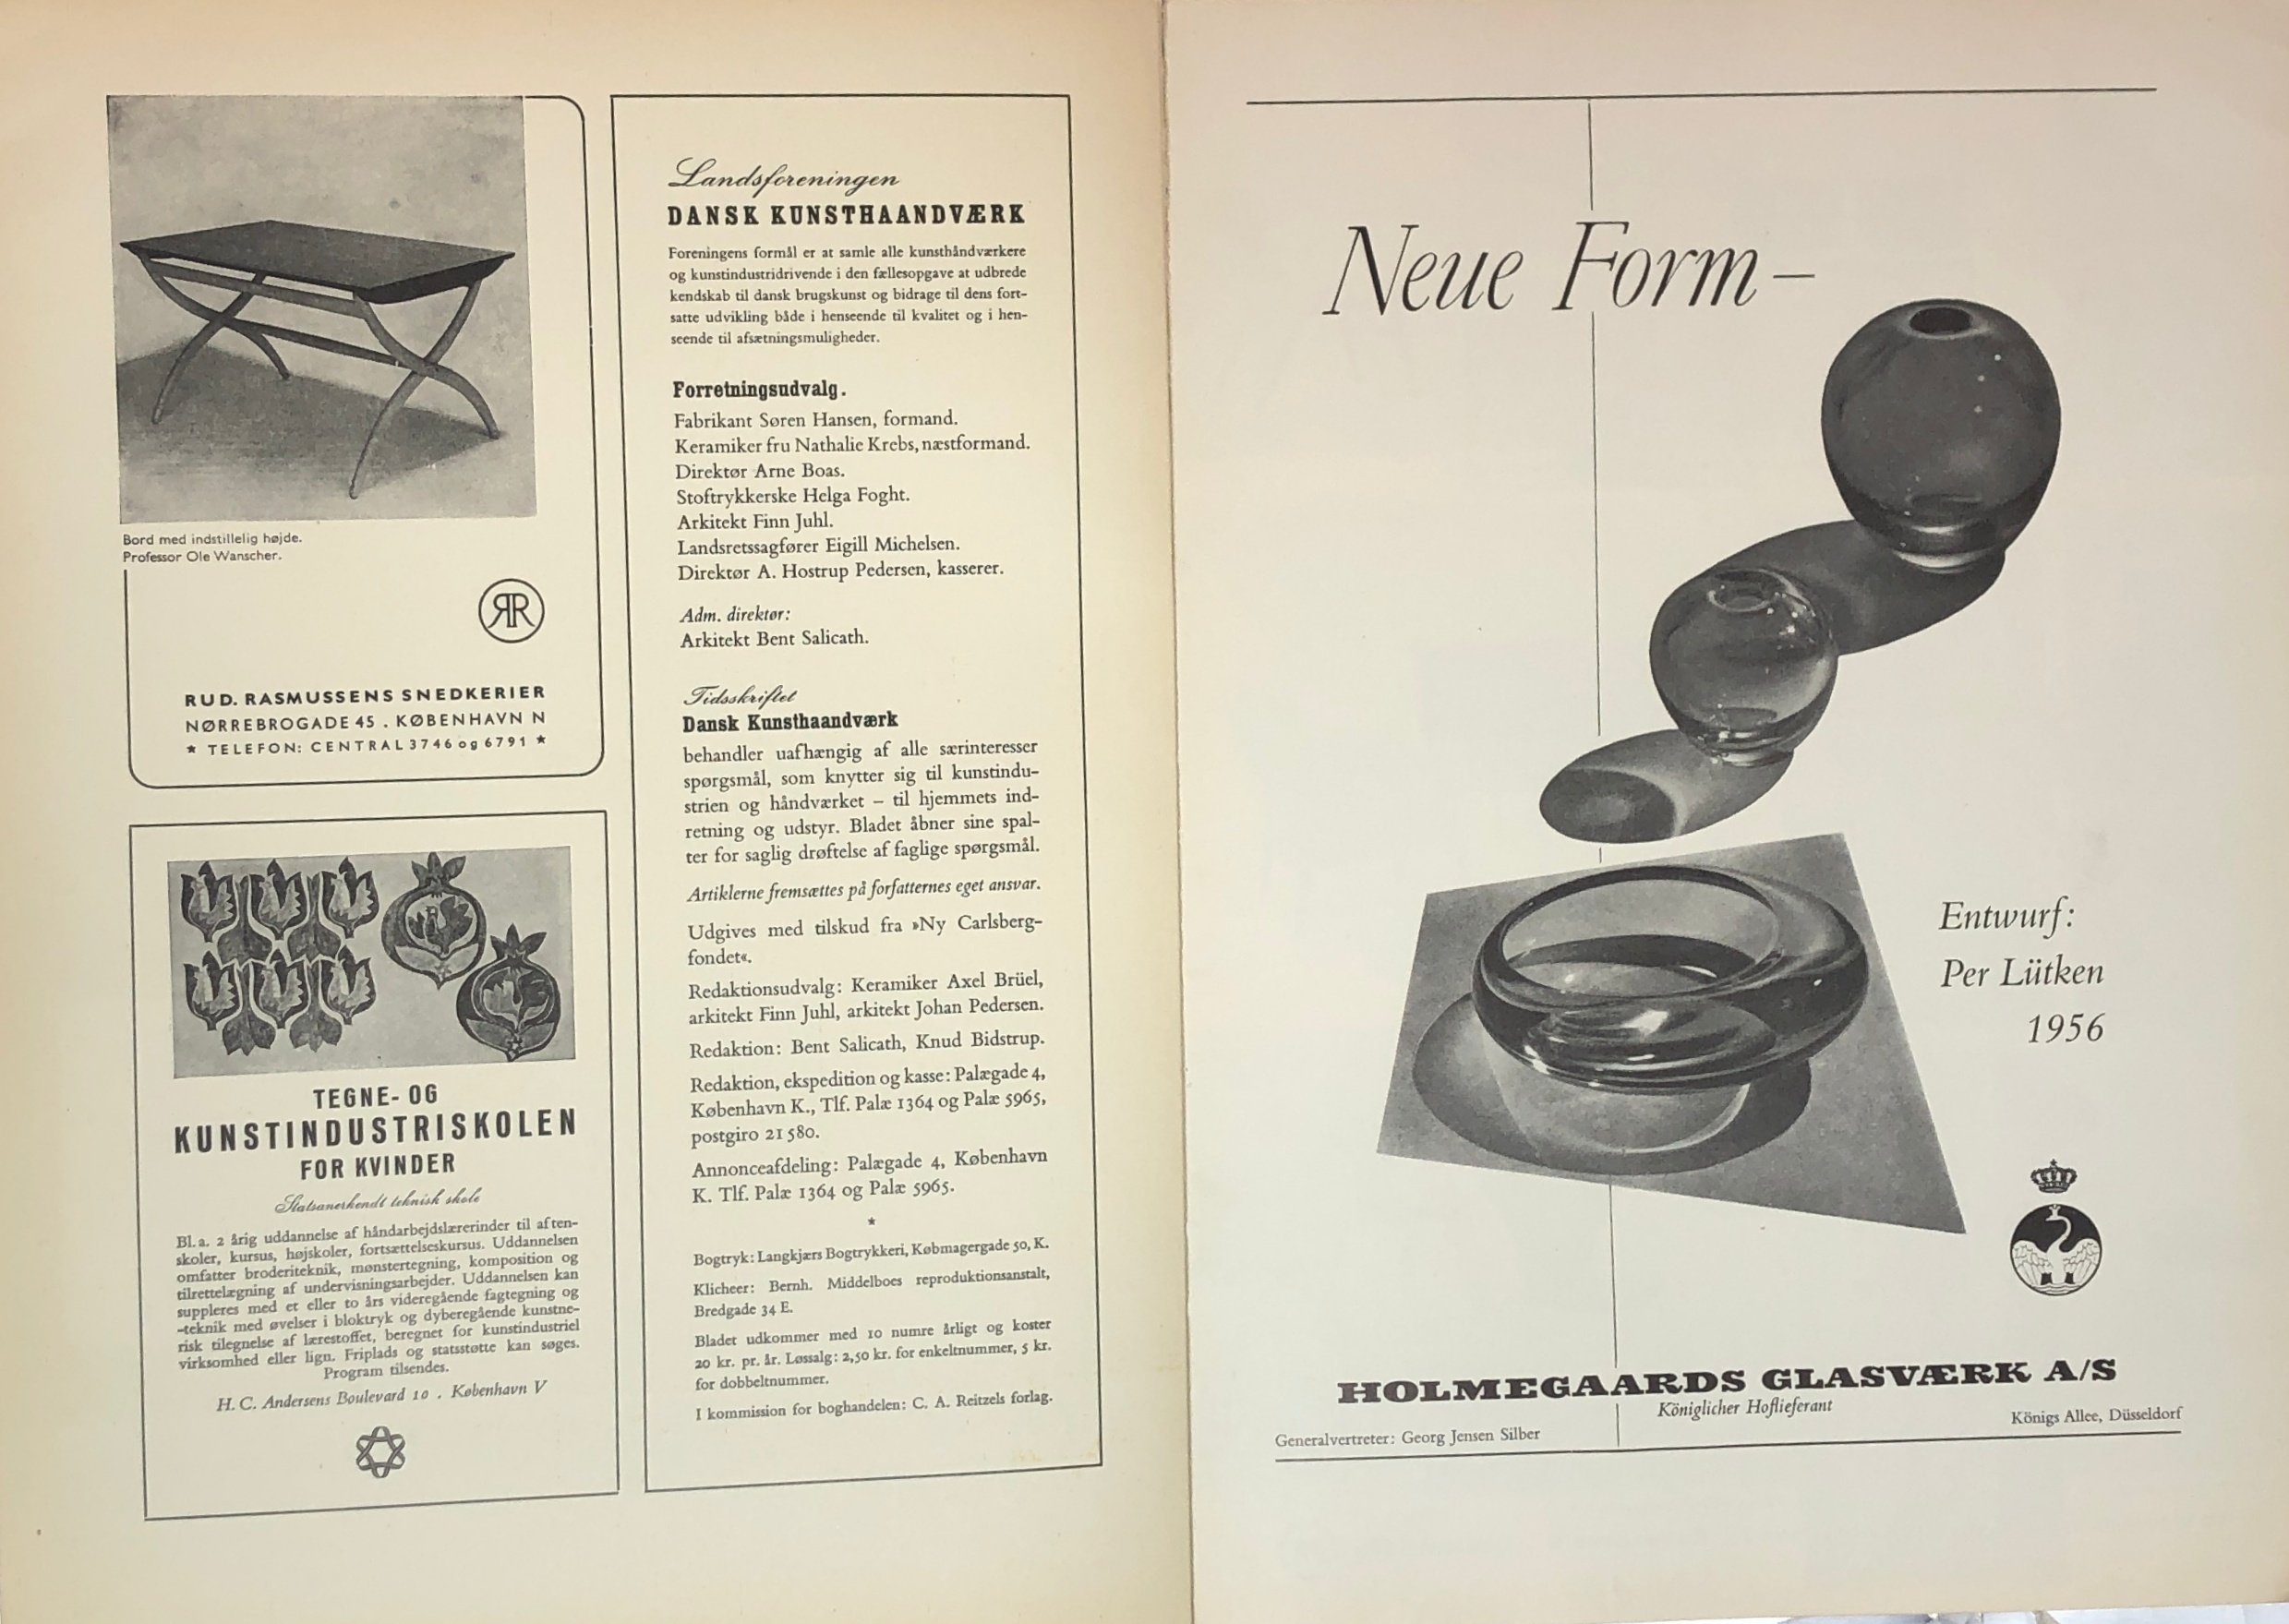 Bord med indstillelig højde.
Professor Ole Wanscher.
RR
RUD. RASMUSSENS SNEDKERIER
NØRREBROGADE 45 . KØBENHAVN N
* TELEFON: CENTRAL 3746 og 6791 *
TEGNE- OG
KUNSTINDUSTRISKOLEN
FOR KVINDER
Statsanerkendt teknisk skole
Bl. a. 2 årig uddannelse af håndarbejdslærerinder til aften-
skoler, kursus, højskoler, fortsættelseskursus. Uddannelsen
omfatter broderiteknik, mønstertegning, komposition og
tilrettelægning af undervisningsarbejder. Uddannelsen kan
suppleres med et eller to års videregående fagtegning og
-teknik med øvelser i bloktryk og dyberegående kunstne-
risk tilegnelse af lærestoffet, beregnet for kunstindustriel
virksomhed eller lign. Friplads og statsstøtte kan søges.
Program tilsendes.
H. C. Andersens Boulevard 10 . København V
Landsforeningen
DANSK KUNSTHAANDVÆRK
Foreningens formål er at samle alle kunsthåndværkere
og kunstindustridrivende i den fællesopgave at udbrede
kendskab til dansk brugskunst og bidrage til dens fort-
satte udvikling både i henseende til kvalitet og i hen-
seende til afsætningsmuligheder.
Forretningsudvalg.
Fabrikant Søren Hansen, formand.
Keramiker fru Nathalie Krebs, næstformand.
Direktør Arne Boas.
Stoftrykkerske Helga Foght.
Arkitekt Finn Juhl.
Landsretssagfører Eigill Michelsen.
Direktør A. Hostrup Pedersen, kasserer.
Adm. direktør:
Arkitekt Bent Salicath.
Tidsskriftet
Dansk Kunsthaandværk
behandler uafhængig af alle særinteresser
spørgsmål, som knytter sig til kunstindu-
strien og håndværket – til hjemmets ind-
retning og udstyr. Bladet åbner sine spal-
ter for saglig drøftelse af faglige spørgsmål.
Artiklerne fremsættes på forfatternes eget ansvar.
Udgives med tilskud fra »Ny Carlsberg-
fondet«.
Redaktionsudvalg: Keramiker Axel Brüel,
arkitekt Finn Juhl, arkitekt Johan Pedersen.
Redaktion: Bent Salicath, Knud Bidstrup.
Redaktion, ekspedition og kasse: Palægade 4,
København K., Tlf. Palæ 1364 og Palæ 5965,
postgiro 21 580.
Annonceafdeling: Palægade 4, København
K. Tlf. Palæ 1364 og Palæ 5965.
*
Bogtryk: Langkjærs Bogtrykkeri, Købmagergade 50, K.
Klicheer: Bernh. Middelboes reproduktionsanstalt,
Bredgade 34 E.
Bladet udkommer med 10 numre årligt og koster
20 kr. pr. år. Løssalg: 2,50 kr. for enkeltnummer, 5 kr.
for dobbeltnummer.
I kommission for boghandelen: C. A. Reitzels forlag.
Neue Form –
Entwurf:
Per Lütken
1956
HOLMEGAARDS GLASVÆRK A/S
Königlicher Hoflieferant
Generalvertreter: Georg Jensen Silber
Königs Allee, Düsseldorf